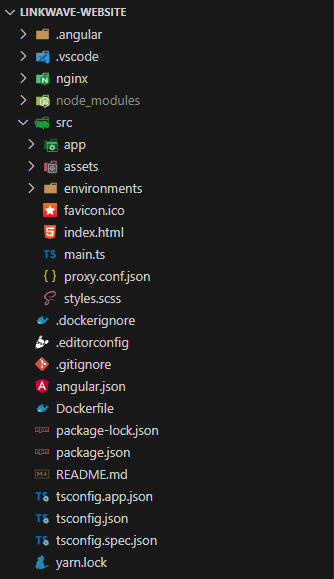 LINKWAVE-WEBSITE
.angular
.vscode
nginx
node_modules
src
app
assets
environments
favicon.ico
index.html
main.ts
proxy.conf.json
styles.scss
.dockerignore
.editorconfig
.gitignore
angular.json
Dockerfile
package-lock.json
package.json
README.md
tsconfig.app.json
tsconfig.json
tsconfig.spec.json
yarn.lock